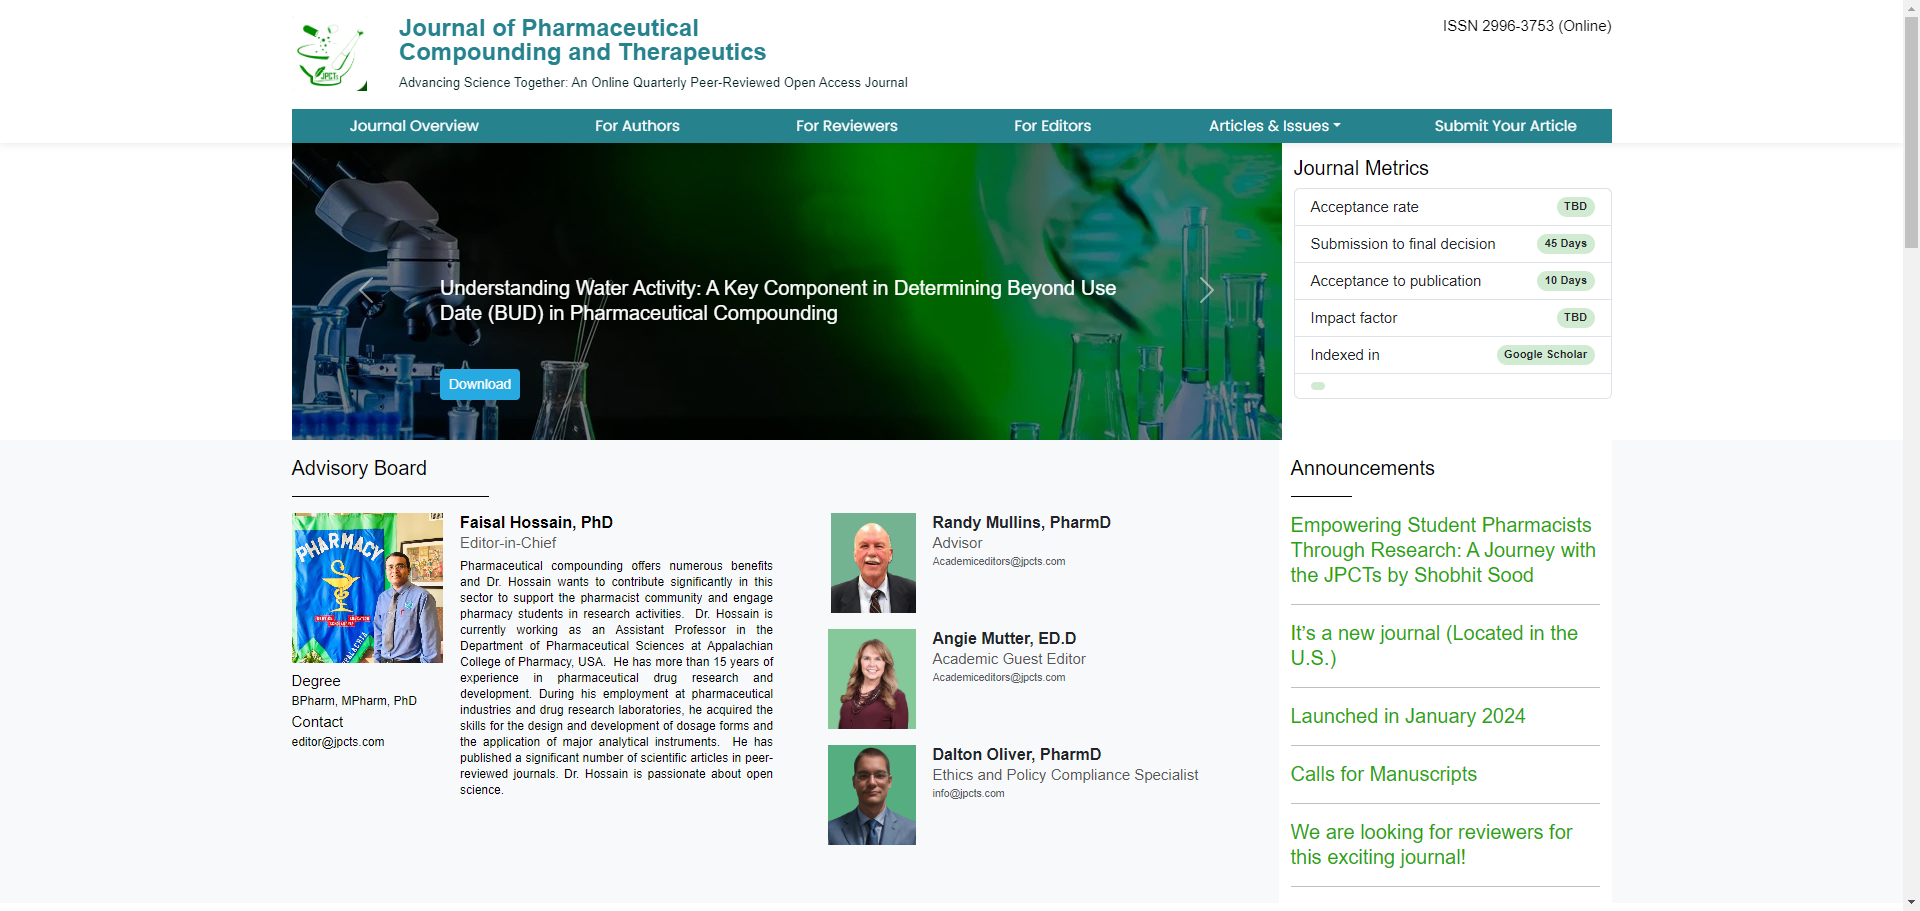 JPCTs
Journal of Pharmaceutical
Compounding and Therapeutics
Advancing Science Together: An Online Quarterly Peer-Reviewed Open Access Journal
ISSN 2996-3753 (Online)
Journal Overview
For Authors
For Reviewers
For Editors
Articles & Issues
Submit Your Article
Understanding Water Activity: A Key Component in Determining Beyond Use
Date (BUD) in Pharmaceutical Compounding
Download
Journal Metrics
Acceptance rate TBD
Submission to final decision 45 Days
Acceptance to publication 10 Days
Impact factor TBD
Indexed in Google Scholar
Advisory Board
PHARMACY
Degree
BPharm, MPharm, PhD
Contact
editor@jpcts.com
Faisal Hossain, PhD
Editor-in-Chief
Pharmaceutical compounding offers numerous benefits
and Dr. Hossain wants to contribute significantly in this
sector to support the pharmacist community and engage
pharmacy students in research activities. Dr. Hossain is
currently working as an Assistant Professor in the
Department of Pharmaceutical Sciences at Appalachian
College of Pharmacy, USA. He has more than 15 years of
experience in pharmaceutical drug research and
development. During his employment at pharmaceutical
industries and drug research laboratories, he acquired the
skills for the design and development of dosage forms and
the application of major analytical instruments. He has
published a significant number of scientific articles in peer-
reviewed journals. Dr. Hossain is passionate about open
science.
Randy Mullins, PharmD
Advisor
Academiceditors@jpcts.com
Angie Mutter, ED.D
Academic Guest Editor
Academiceditors@jpcts.com
Dalton Oliver, PharmD
Ethics and Policy Compliance Specialist
info@jpcts.com
Announcements
Empowering Student Pharmacists
Through Research: A Journey with
the JPCTs by Shobhit Sood
It's a new journal (Located in the
U.S.)
Launched in January 2024
Calls for Manuscripts
We are looking for reviewers for
this exciting journal!